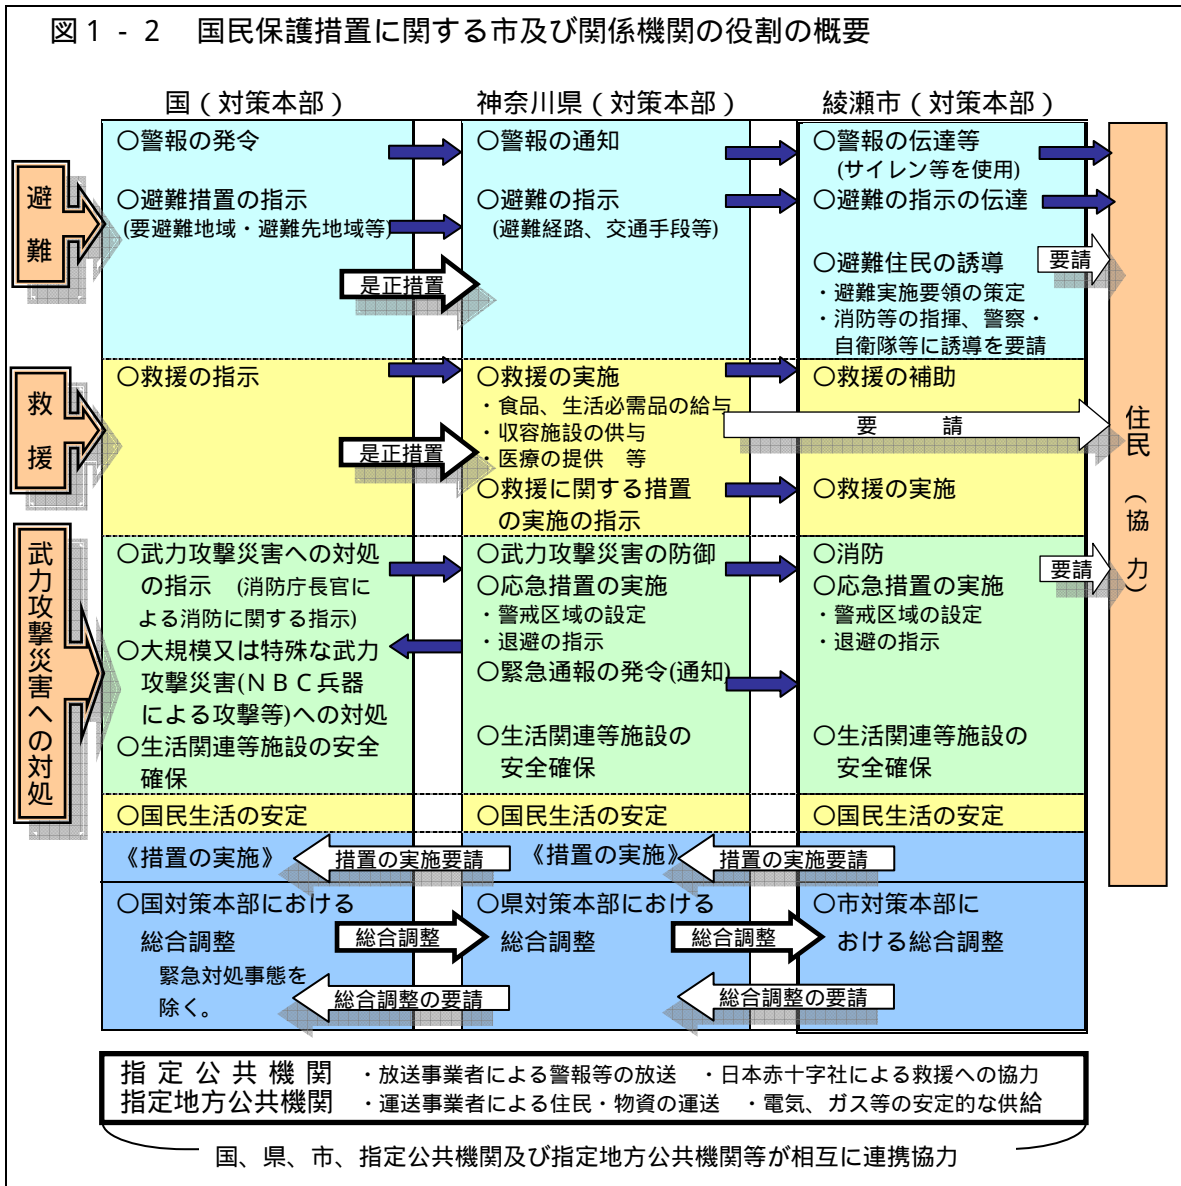 図1-2 国民保護措置に関する市及び関係機関の役割の概要
国(対策本部)
神奈川県(対策本部)
綾瀬市(対策本部)
避難
○警報の発令
○避難措置の指示
(要避難地域・避難先地域等)
是正措置
○警報の通知
○避難の指示
(避難経路、交通手段等)
○警報の伝達等
(サイレン等を使用)
○避難の指示の伝達
○避難住民の誘導
・避難実施要領の策定
・消防等の指揮、警察・
自衛隊等に誘導を要請
要請
救援
○救援の指示
是正措置
○救援の実施
・食品、生活必需品の給与
・収容施設の供与
・医療の提供 等
○救援に関する措置
の実施の指示
○救援の補助
要 請
○救援の実施
武力攻撃災害への対処
○武力攻撃災害への対処
の指示 (消防庁長官に
よる消防に関する指示)
○大規模又は特殊な武力
攻撃災害(NBC兵器
による攻撃等)への対処
○生活関連等施設の安全
確保
○武力攻撃災害の防御
○応急措置の実施
・警戒区域の設定
・退避の指示
○緊急通報の発令(通知)
○生活関連等施設の
安全確保
○消防
○応急措置の実施
・警戒区域の設定
・退避の指示
○生活関連等施設の
安全確保
要請
住民(協力)
○国民生活の安定
○国民生活の安定
○国民生活の安定
《措置の実施》
措置の実施要請
《措置の実施》
措置の実施要請
○国対策本部における
総合調整
緊急対処事態を
除く。
総合調整
総合調整の要請
○県対策本部における
総合調整
総合調整
総合調整の要請
○市対策本部に
おける総合調整
指定公共機関 ・放送事業者による警報等の放送 ・日本赤十字社による救援への協力
指定地方公共機関 ・運送事業者による住民・物資の運送 ・電気、ガス等の安定的な供給
国、県、市、指定公共機関及び指定地方公共機関等が相互に連携協力